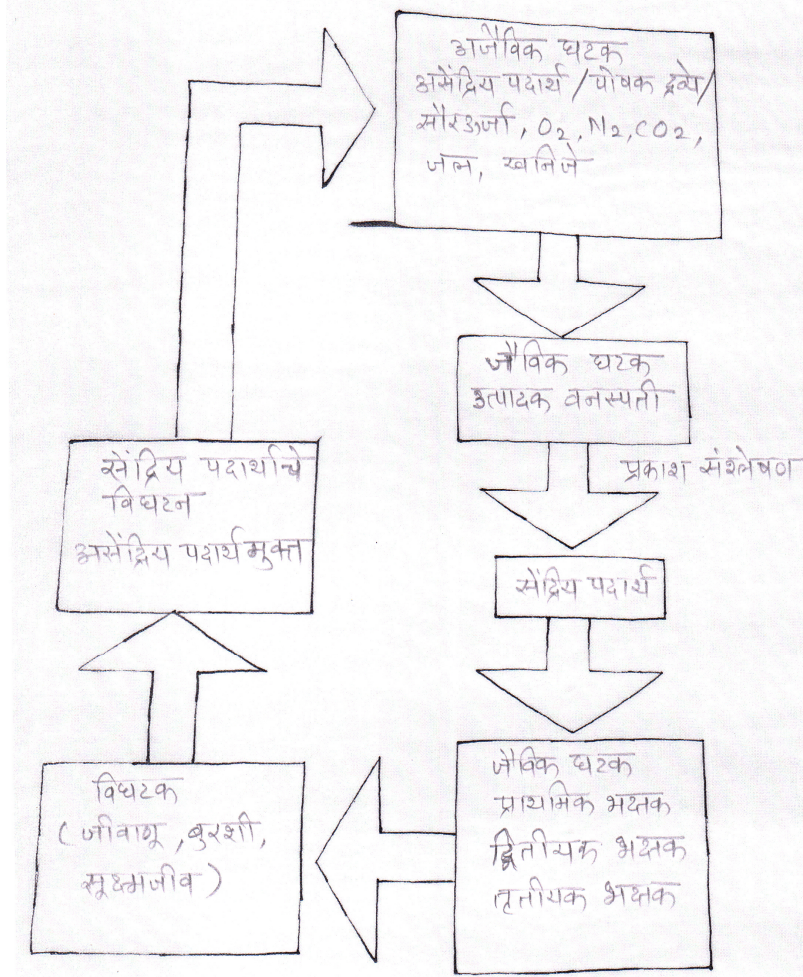 अजैविक घटक
असेंद्रिय पदार्थ / पोषक द्रव्ये/
सौरऊर्जा, O2, N2, CO2,
जल, खनिजे
जैविक घटक
उत्पादक वनस्पती
प्रकाश संश्लेषण
सेंद्रिय पदार्थ
जैविक घटक
प्राथमिक भक्षक
द्वितीयक भक्षक
तृतीयक भक्षक
विघटक
(जीवाणू, बुरशी,
सूक्ष्मजीव)
सेंद्रिय पदार्थाचे
विघटन
असेंद्रिय पदार्थ मुक्त